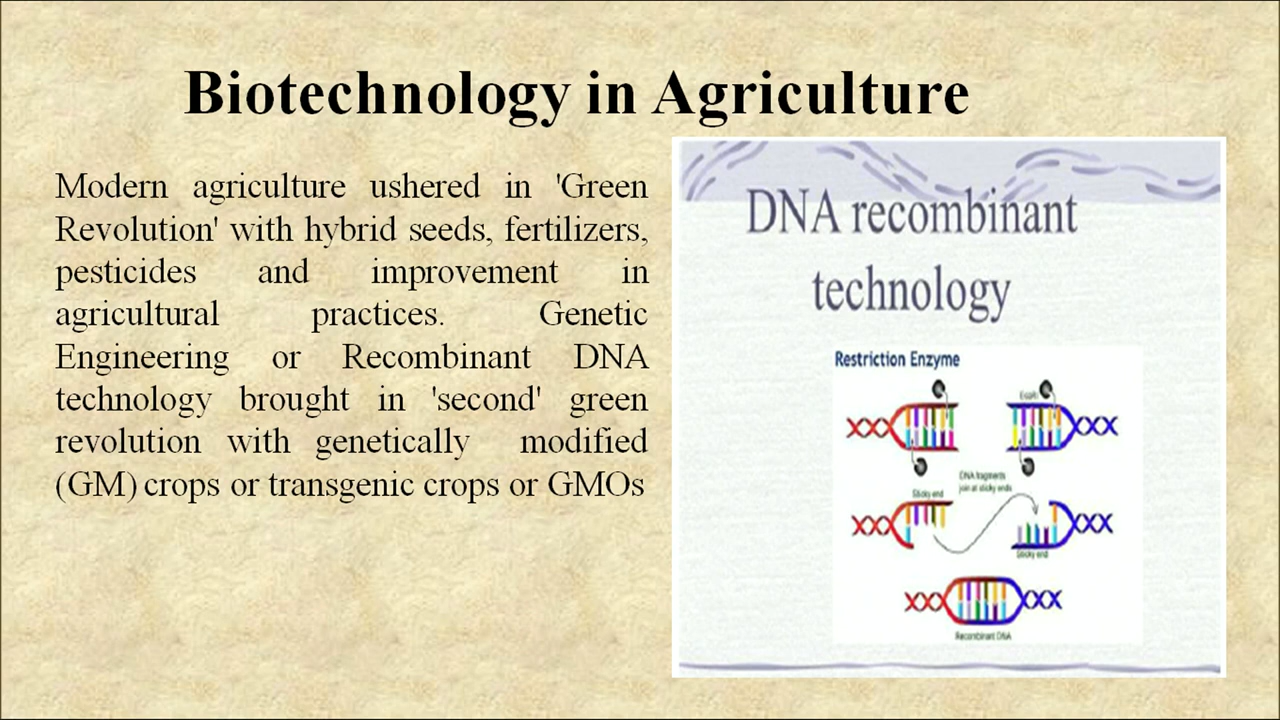 Biotechnology in Agriculture
Modern agriculture ushered in 'Green
Revolution' with hybrid seeds, fertilizers,
pesticides and improvement in
agricultural practices. Genetic
Engineering or Recombinant DNA
technology brought in 'second' green
revolution with genetically modified
(GM) crops or transgenic crops or GMOs
DNA recombinant
technology
Restriction Enzyme
EcoRI
DNA fragments
join at sticky ends
Sticky end
Sticky end
Recombinant DNA